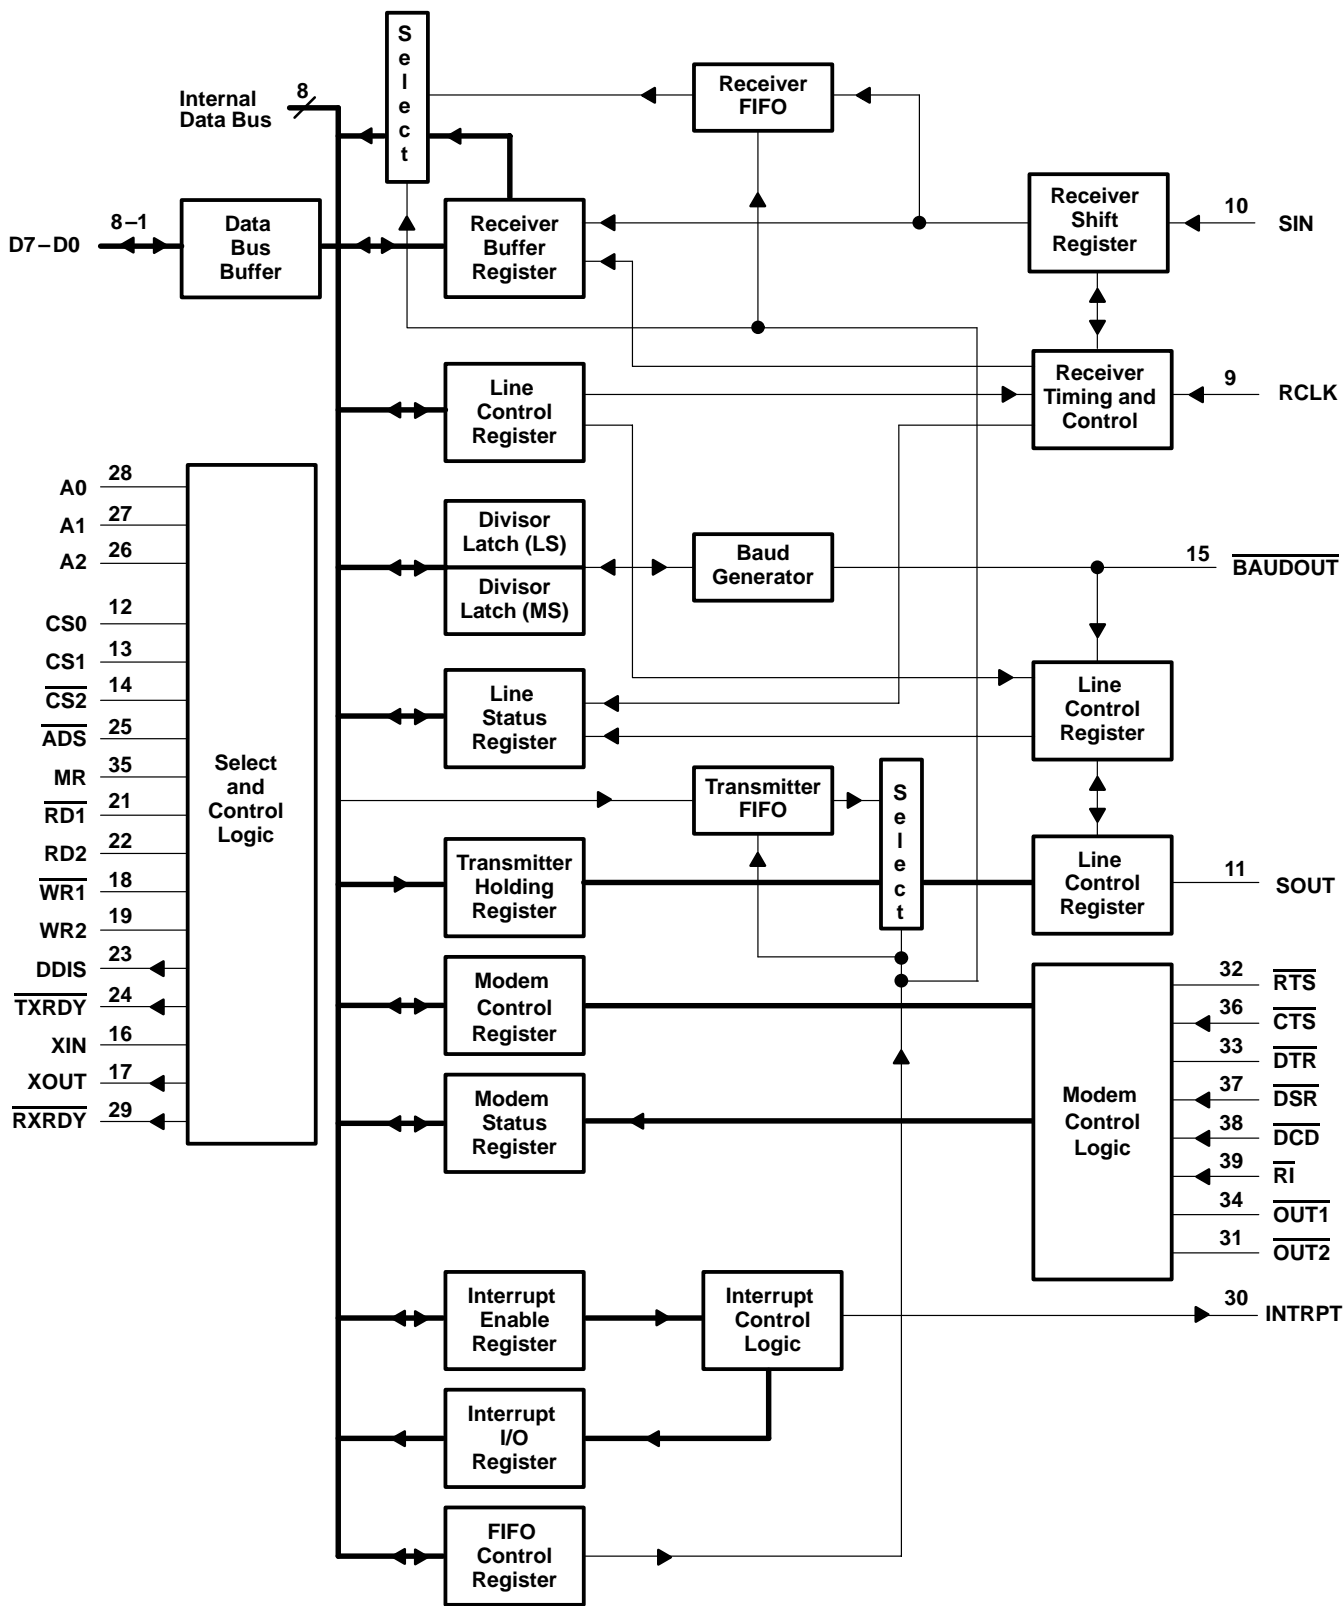 Select
Internal
Data Bus
8
Receiver
FIFO
D7–D0
8–1
Data
Bus
Buffer
Receiver
Buffer
Register
Receiver
Shift
Register
10
SIN
Line
Control
Register
Receiver
Timing and
Control
9
RCLK
A0
28
A1
27
A2
26
CS0
12
CS1
13
CS2
14
ADS
25
MR
35
RD1
21
RD2
22
WR1
18
WR2
19
DDIS
23
TXRDY
24
XIN
16
XOUT
17
RXRDY
29
Select
and
Control
Logic
Divisor
Latch (LS)
Divisor
Latch (MS)
Baud
Generator
15
BAUDOUT
Line
Status
Register
Line
Control
Register
Transmitter
FIFO
Select
Transmitter
Holding
Register
Line
Control
Register
11
SOUT
Modem
Control
Register
Modem
Status
Register
Modem
Control
Logic
32
RTS
36
CTS
33
DTR
37
DSR
38
DCD
39
RI
34
OUT1
31
OUT2
Interrupt
Enable
Register
Interrupt
Control
Logic
30
INTRPT
Interrupt
I/O
Register
FIFO
Control
Register